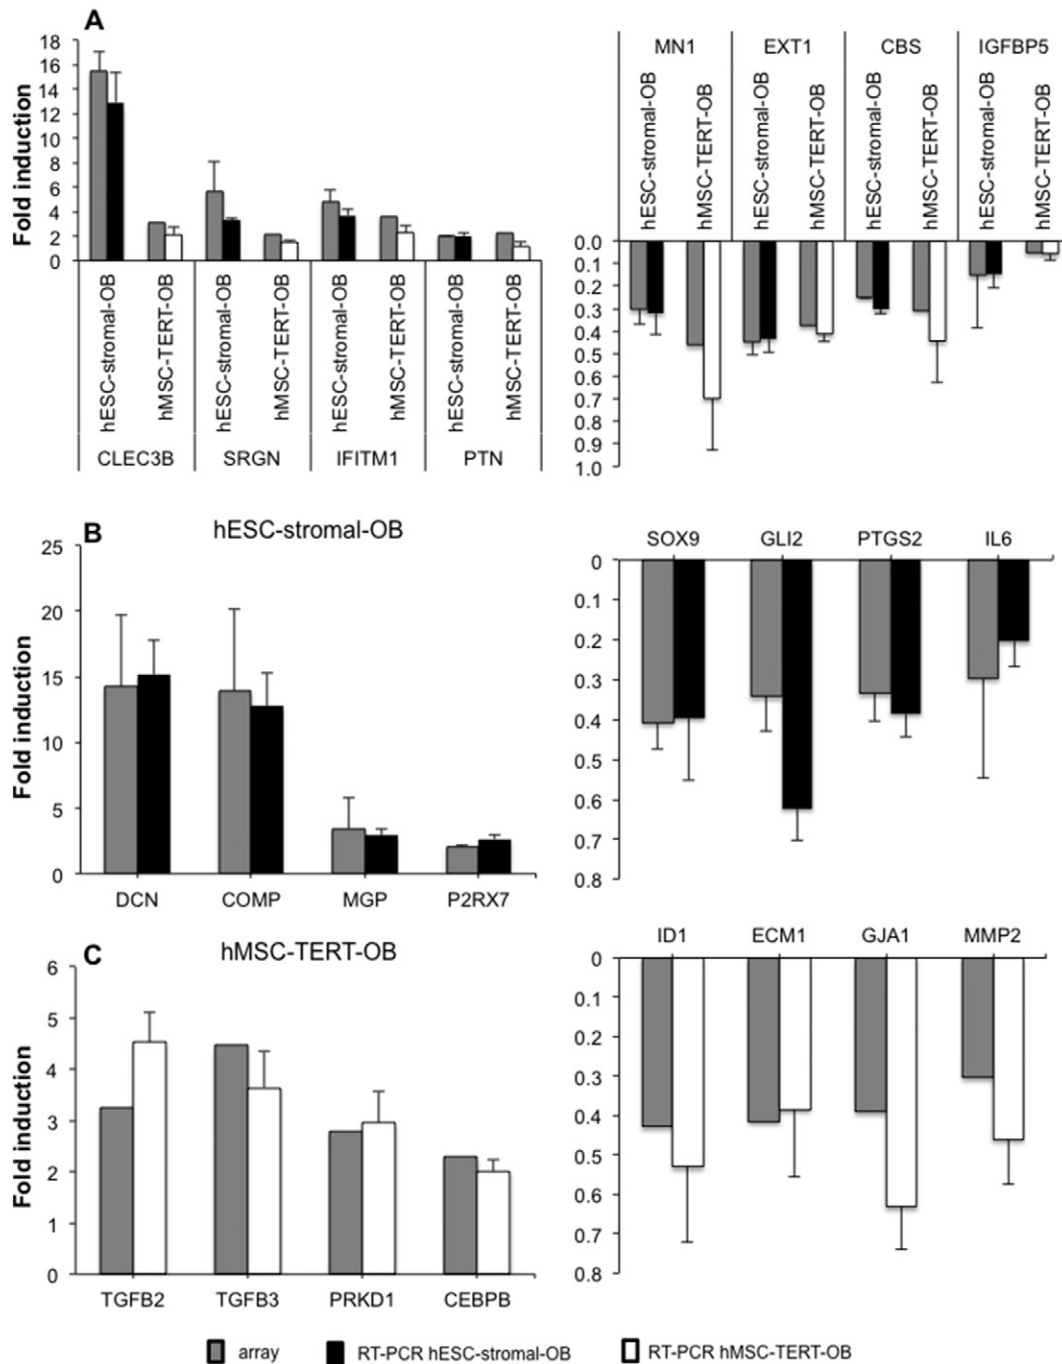 A
Fold induction
18
16
14
12
10
8
6
4
2
0
hESC-stromal-OB
hMSC-TERT-OB
hESC-stromal-OB
hMSC-TERT-OB
hESC-stromal-OB
hMSC-TERT-OB
hESC-stromal-OB
hMSC-TERT-OB
CLEC3B SRGN IFITM1 PTN
MN1 EXT1 CBS IGFBP5
hESC-stromal-OB
hMSC-TERT-OB
hESC-stromal-OB
hMSC-TERT-OB
hESC-stromal-OB
hMSC-TERT-OB
hESC-stromal-OB
hMSC-TERT-OB
0.0
0.1
0.2
0.3
0.4
0.5
0.6
0.7
0.8
0.9
1.0
B
hESC-stromal-OB
Fold induction
25
20
15
10
5
0
DCN COMP MGP P2RX7
SOX9 GLI2 PTGS2 IL6
0
0.1
0.2
0.3
0.4
0.5
0.6
0.7
0.8
C
hMSC-TERT-OB
Fold induction
6
5
4
3
2
1
0
TGFB2 TGFB3 PRKD1 CEBPB
ID1 ECM1 GJA1 MMP2
0
0.1
0.2
0.3
0.4
0.5
0.6
0.7
0.8
array RT-PCR hESC-stromal-OB RT-PCR hMSC-TERT-OB